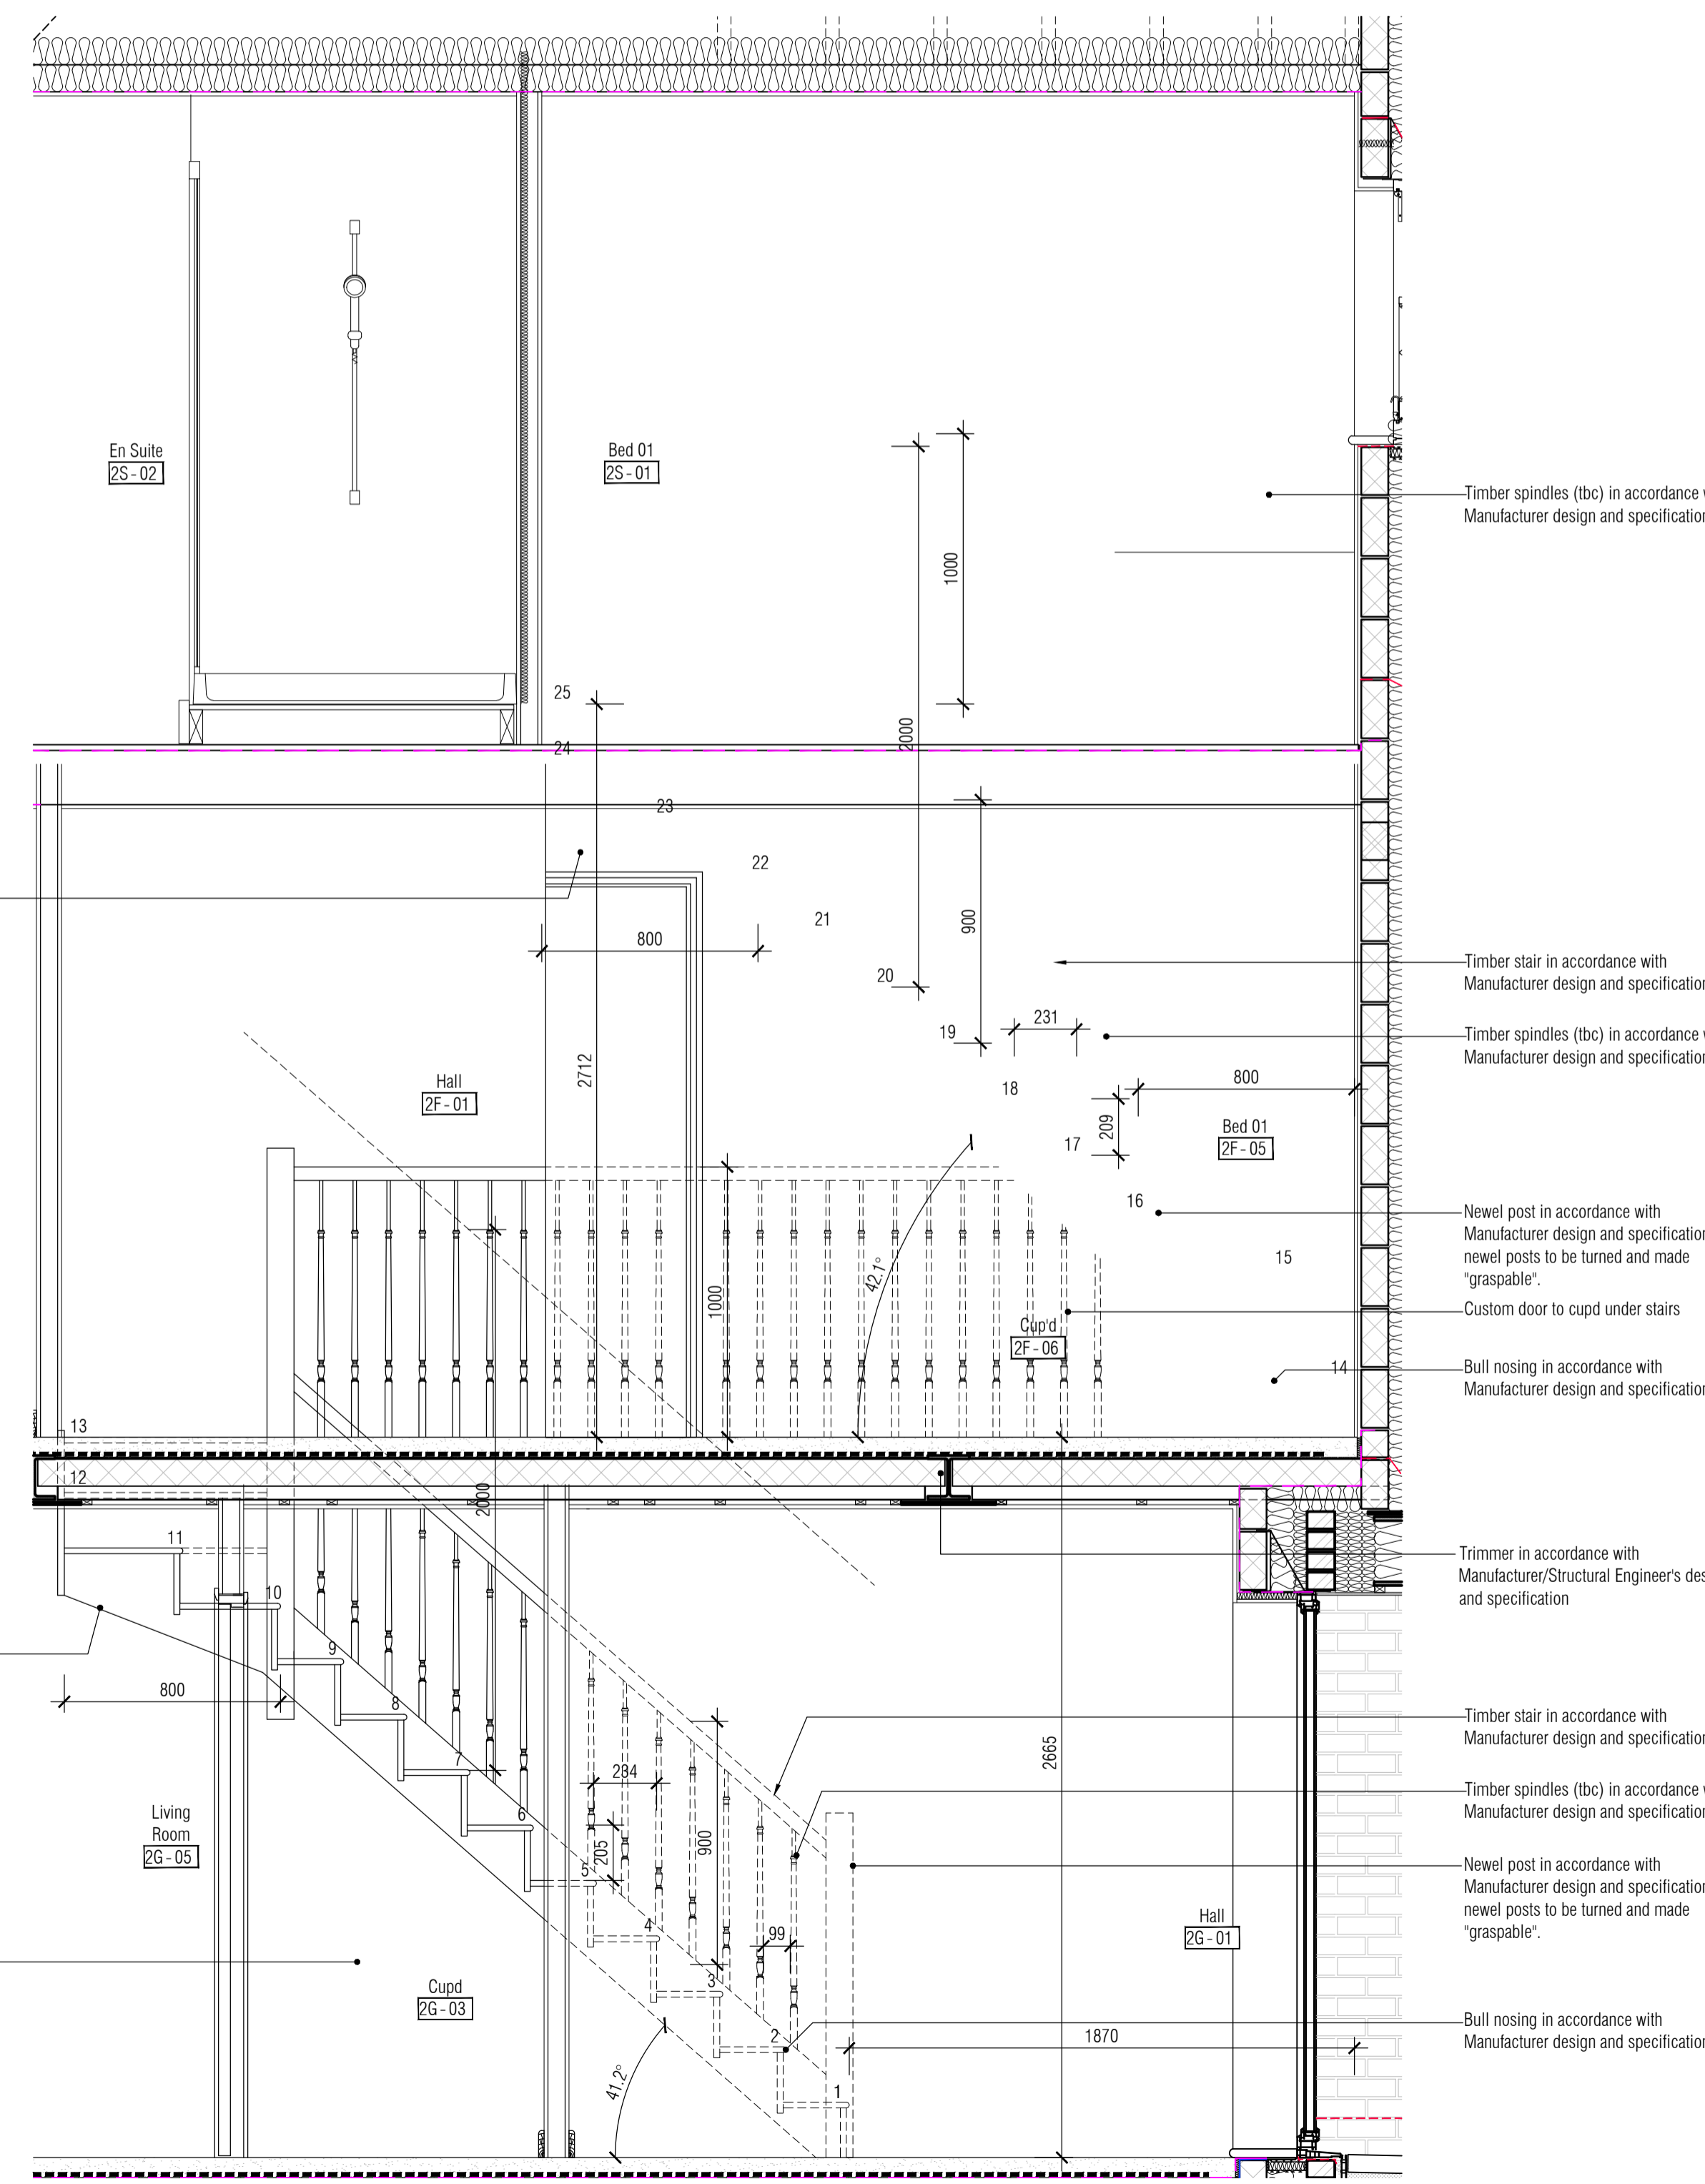 En Suite
2S-02
Bed 01
2S-01
1000
Timber spindles (tbc) in accordance
Manufacturer design and specification
25
24
2000
23
22
21
800
900
20
Timber stair in accordance with
Manufacturer design and specification
231
19
Timber spindles (tbc) in accordance
Manufacturer design and specification
2712
Hall
2F-01
18
800
209
17
Bed 01
2F-05
16
Newel post in accordance with
Manufacturer design and specification
newel posts to be turned and made
"graspable".
15
42.1°
1000
Custom door to cupd under stairs
Cup'd
2F-06
14
Bull nosing in accordance with
Manufacturer design and specification
13
12
2000
11
Trimmer in accordance with
Manufacturer/Structural Engineer's
and specification
10
9
800
8
Timber stair in accordance with
Manufacturer design and specification
2665
7
234
Timber spindles (tbc) in accordance
Manufacturer design and specification
6
Living
Room
2G-05
205
900
5
Newel post in accordance with
Manufacturer design and specification
newel posts to be turned and made
"graspable".
4
99
Hall
2G-01
3
Cupd
2G-03
2
1870
Bull nosing in accordance with
Manufacturer design and specification
41.2°
1